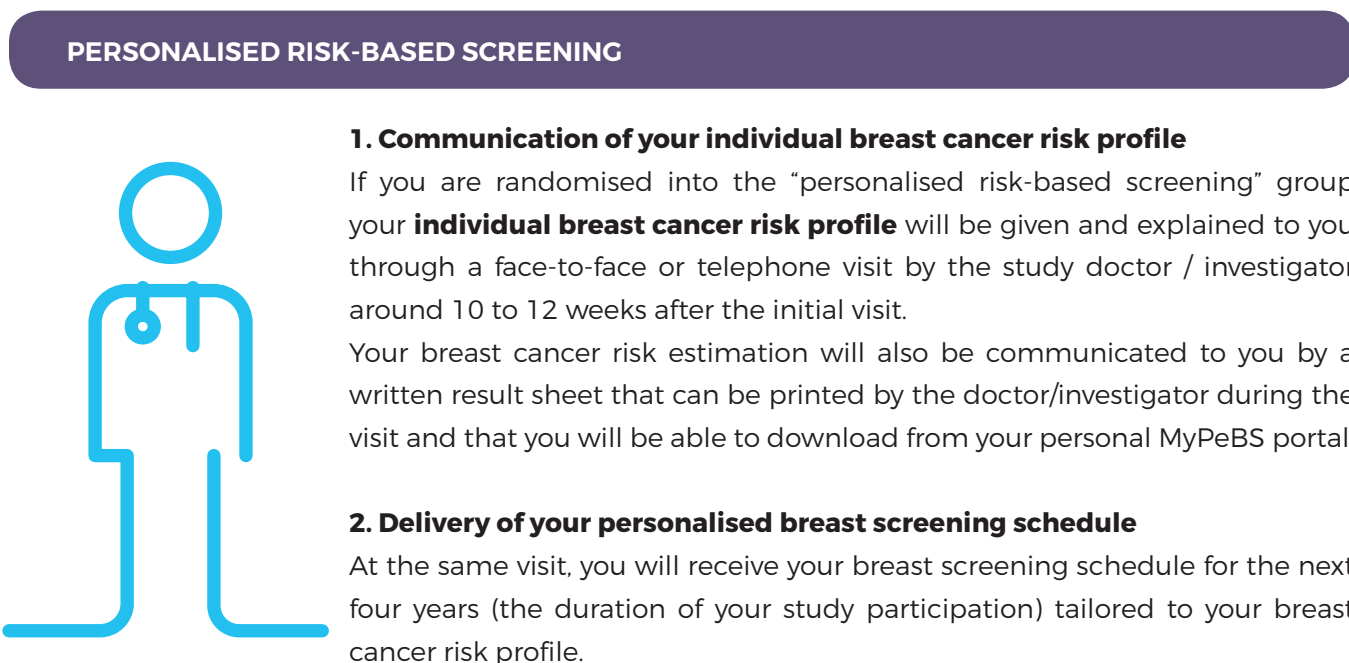 PERSONALISED RISK-BASED SCREENING
1. Communication of your individual breast cancer risk profile
If you are randomised into the “personalised risk-based screening” group
your individual breast cancer risk profile will be given and explained to you
through a face-to-face or telephone visit by the study doctor / investigator
around 10 to 12 weeks after the initial visit.
Your breast cancer risk estimation will also be communicated to you by a
written result sheet that can be printed by the doctor/investigator during the
visit and that you will be able to download from your personal MyPeBS portal
2. Delivery of your personalised breast screening schedule
At the same visit, you will receive your breast screening schedule for the next
four years (the duration of your study participation) tailored to your breast
cancer risk profile.